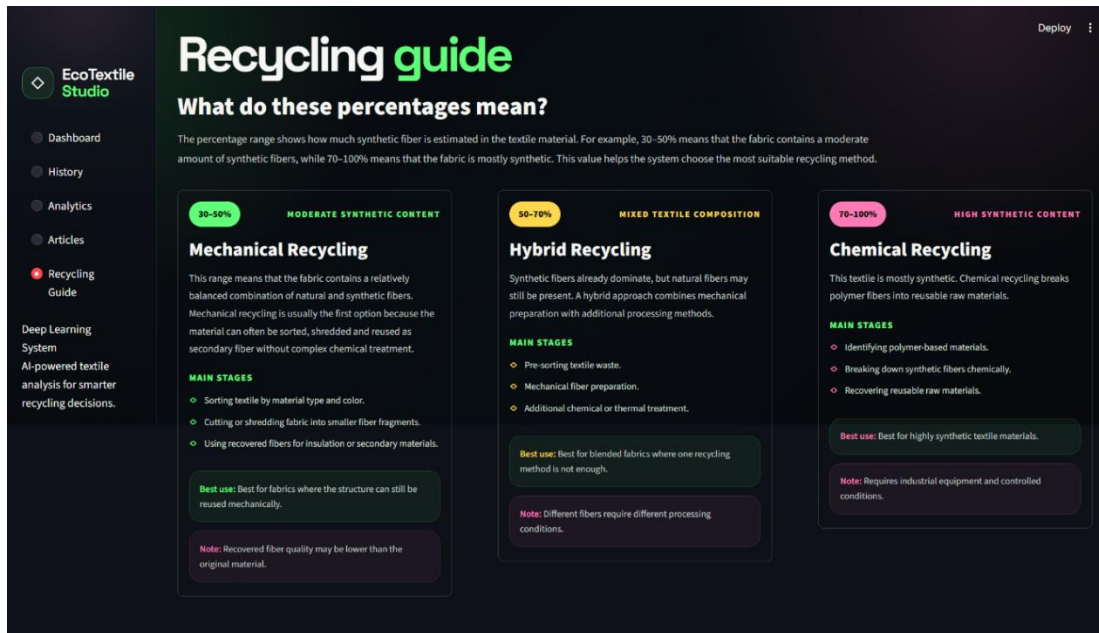 Deploy
EcoTextile
Studio
Dashboard
History
Analytics
Articles
Recycling
Guide
Deep Learning
System
AI-powered textile
analysis for smarter
recycling decisions.
Recycling guide
What do these percentages mean?
The percentage range shows how much synthetic fiber is estimated in the textile material. For example, 30–50% means that the fabric contains a moderate
amount of synthetic fibers, while 70–100% means that the fabric is mostly synthetic. This value helps the system choose the most suitable recycling method.
30–50%
MODERATE SYNTHETIC CONTENT
Mechanical Recycling
This range means that the fabric contains a relatively
balanced combination of natural and synthetic fibers.
Mechanical recycling is usually the first option because the
material can often be sorted, shredded and reused as
secondary fiber without complex chemical treatment.
MAIN STAGES
Sorting textile by material type and color.
Cutting or shredding fabric into smaller fiber fragments.
Using recovered fibers for insulation or secondary materials.
Best use: Best for fabrics where the structure can still be
reused mechanically.
Note: Recovered fiber quality may be lower than the
original material.
50–70%
MIXED TEXTILE COMPOSITION
Hybrid Recycling
Synthetic fibers already dominate, but natural fibers may
still be present. A hybrid approach combines mechanical
preparation with additional processing methods.
MAIN STAGES
Pre-sorting textile waste.
Mechanical fiber preparation.
Additional chemical or thermal treatment.
Best use: Best for blended fabrics where one recycling
method is not enough.
Note: Different fibers require different processing
conditions.
70–100%
HIGH SYNTHETIC CONTENT
Chemical Recycling
This textile is mostly synthetic. Chemical recycling breaks
polymer fibers into reusable raw materials.
MAIN STAGES
Identifying polymer-based materials.
Breaking down synthetic fibers chemically.
Recovering reusable raw materials.
Best use: Best for highly synthetic textile materials.
Note: Requires industrial equipment and controlled
conditions.